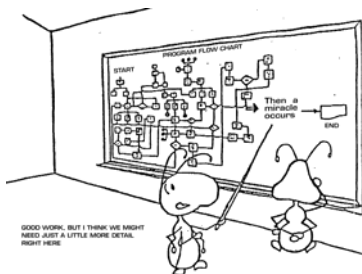 PROGRAM FLOW CHART
START
Then a
miracle
occurs
END
GOOD WORK, BUT I THINK WE MIGHT
NEED JUST A LITTLE MORE DETAIL
RIGHT HERE